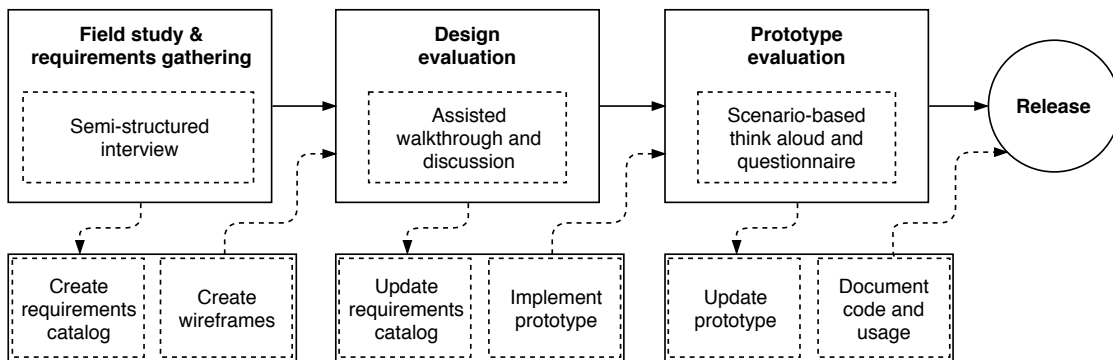 Field study &
requirements gathering
Semi-structured
interview
Design
evaluation
Assisted
walkthrough and
discussion
Prototype
evaluation
Scenario-based
think aloud and
questionnaire
Release
Create
requirements
catalog
Create
wireframes
Update
requirements
catalog
Implement
prototype
Update
prototype
Document
code and
usage